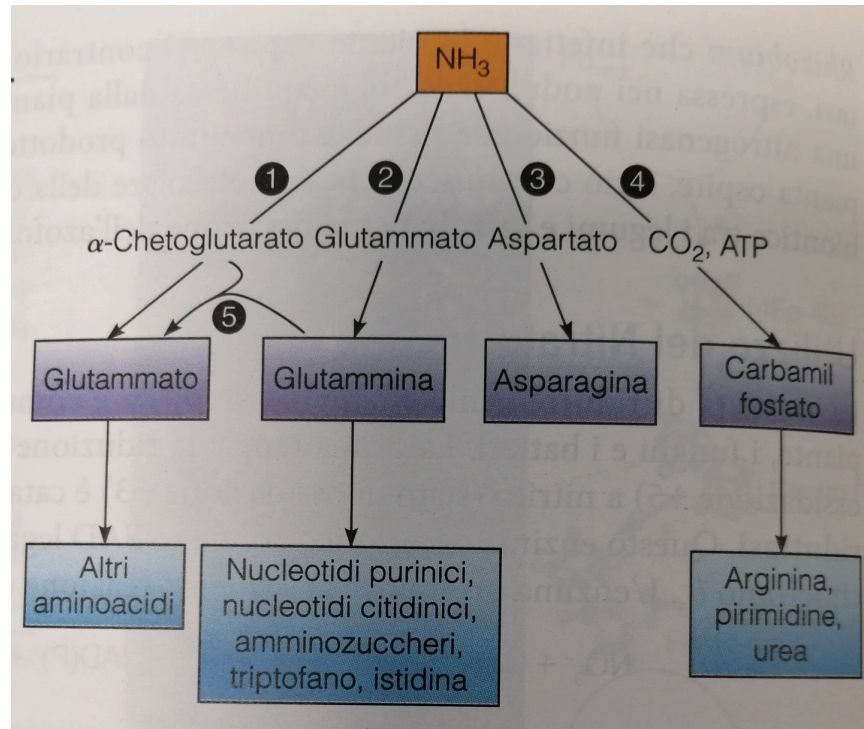 NH₃
1 2 3 4
α-Chetoglutarato Glutammato Aspartato CO₂, ATP
5
Glutammato
Glutammina
Asparagina
Carbamil
fosfato
Altri
aminoacidi
Nucleotidi purinici,
nucleotidi citidinici,
amminozuccheri,
triptofano, istidina
Arginina,
pirimidine,
urea